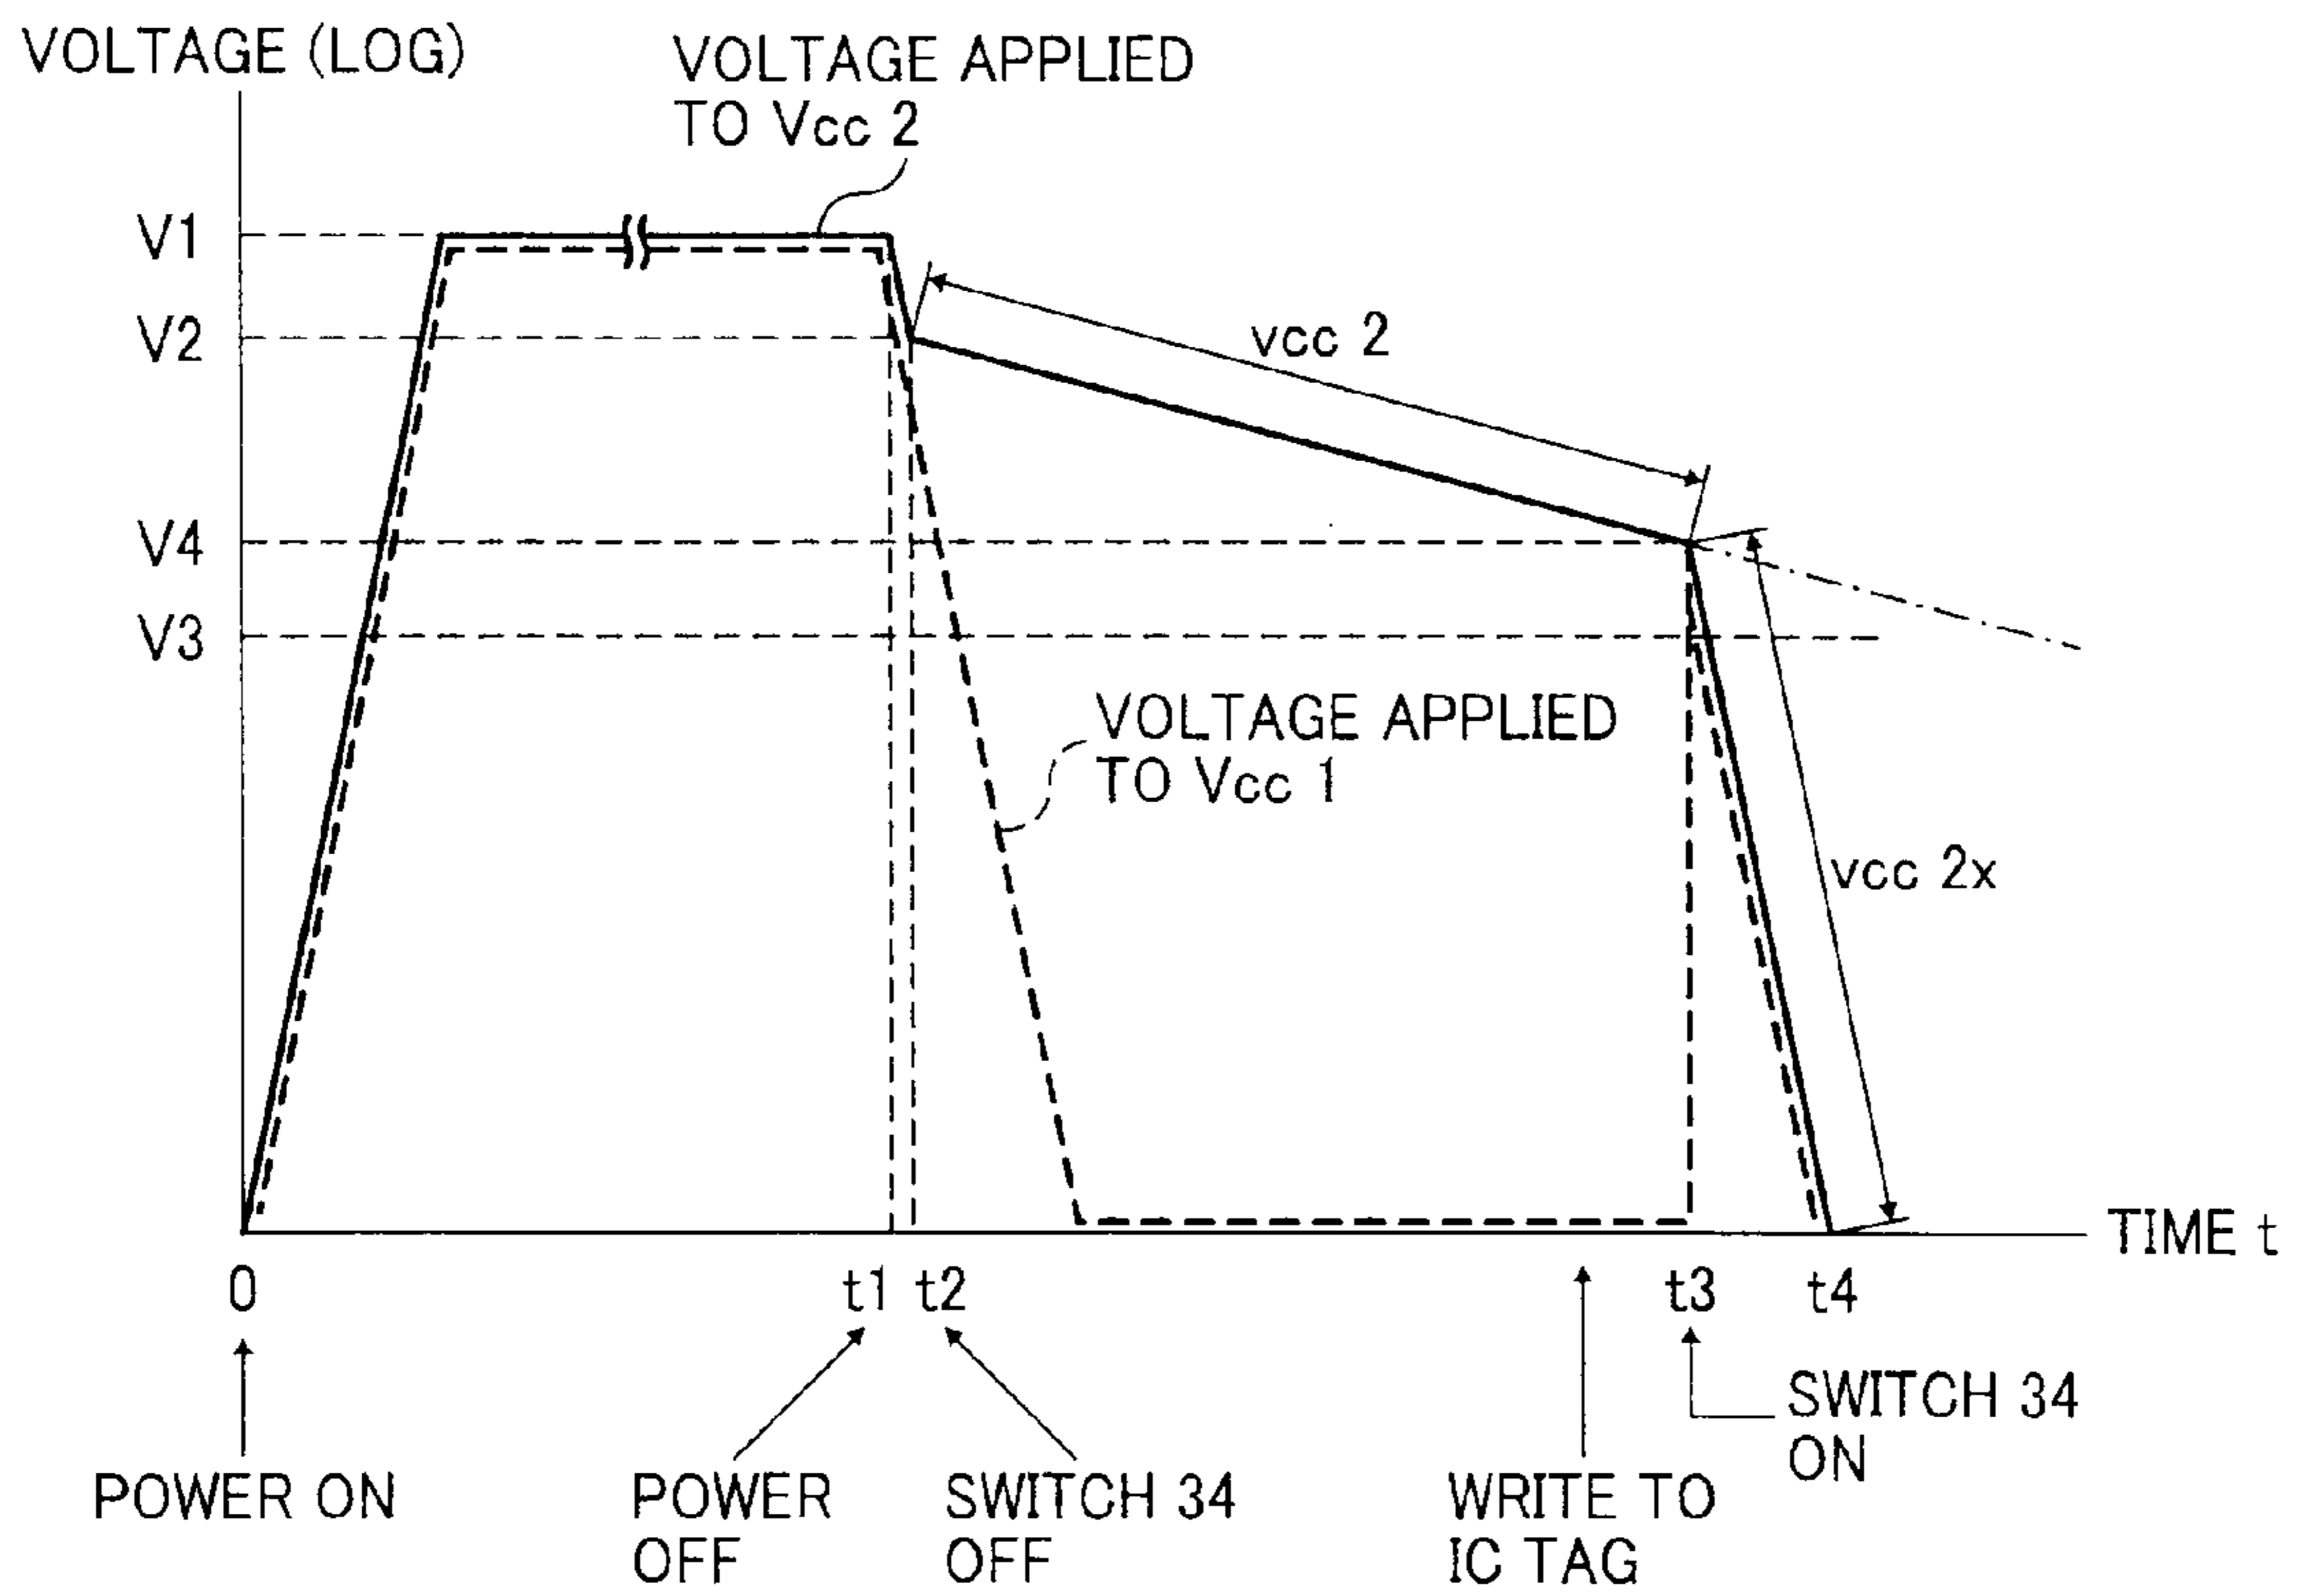 VOLTAGE (LOG)
VOLTAGE APPLIED
TO Vcc 2
V1
V2
vcc 2
V4
V3
VOLTAGE APPLIED
TO Vcc 1
vcc 2x
TIME t
0
t1
t2
t3
t4
POWER ON
POWER
OFF
SWITCH 34
OFF
WRITE TO
IC TAG
SWITCH 34
ON